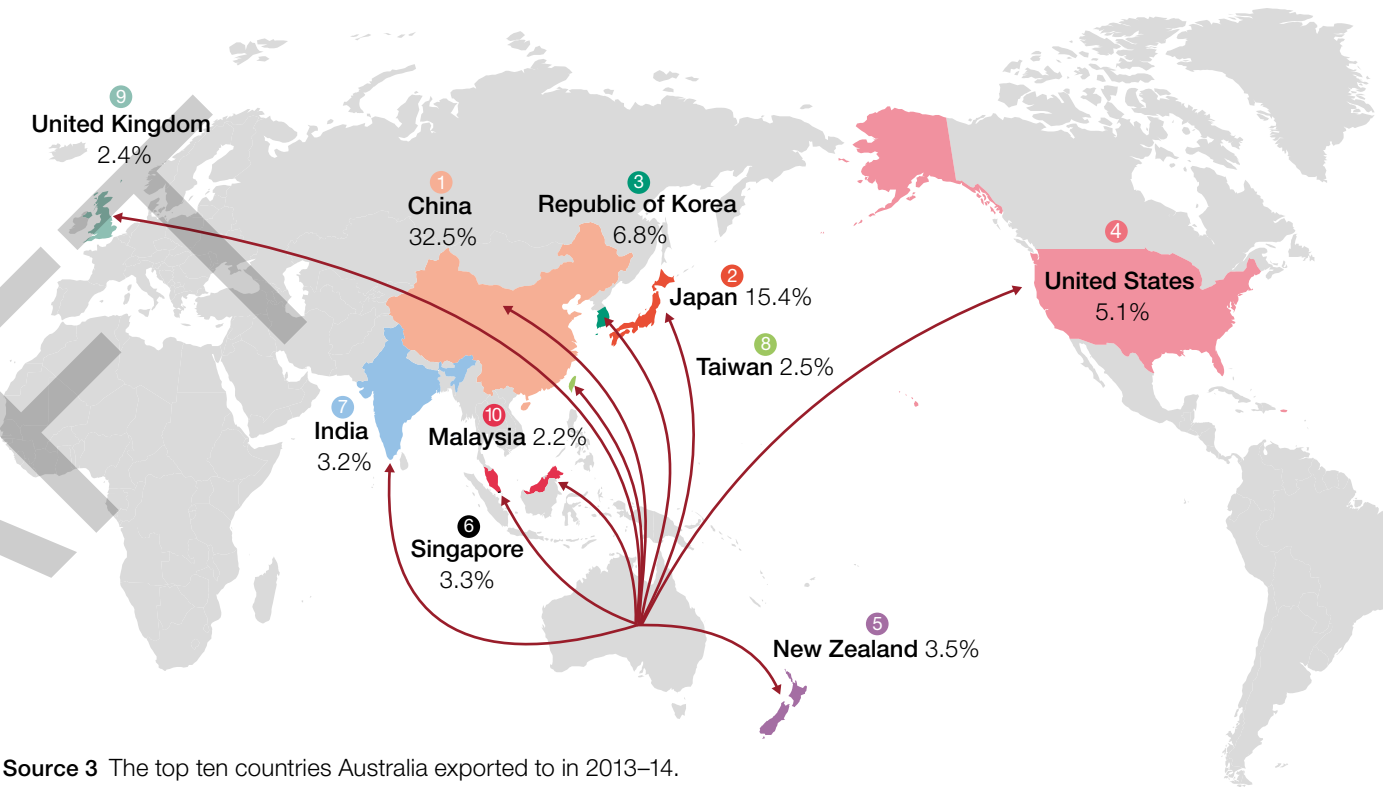 9
United Kingdom
2.4%
1
China
32.5%
3
Republic of Korea
6.8%
2
Japan 15.4%
4
United States
5.1%
8
Taiwan 2.5%
7
India
3.2%
10
Malaysia 2.2%
6
Singapore
3.3%
5
New Zealand 3.5%
Source 3 The top ten countries Australia exported to in 2013–14.